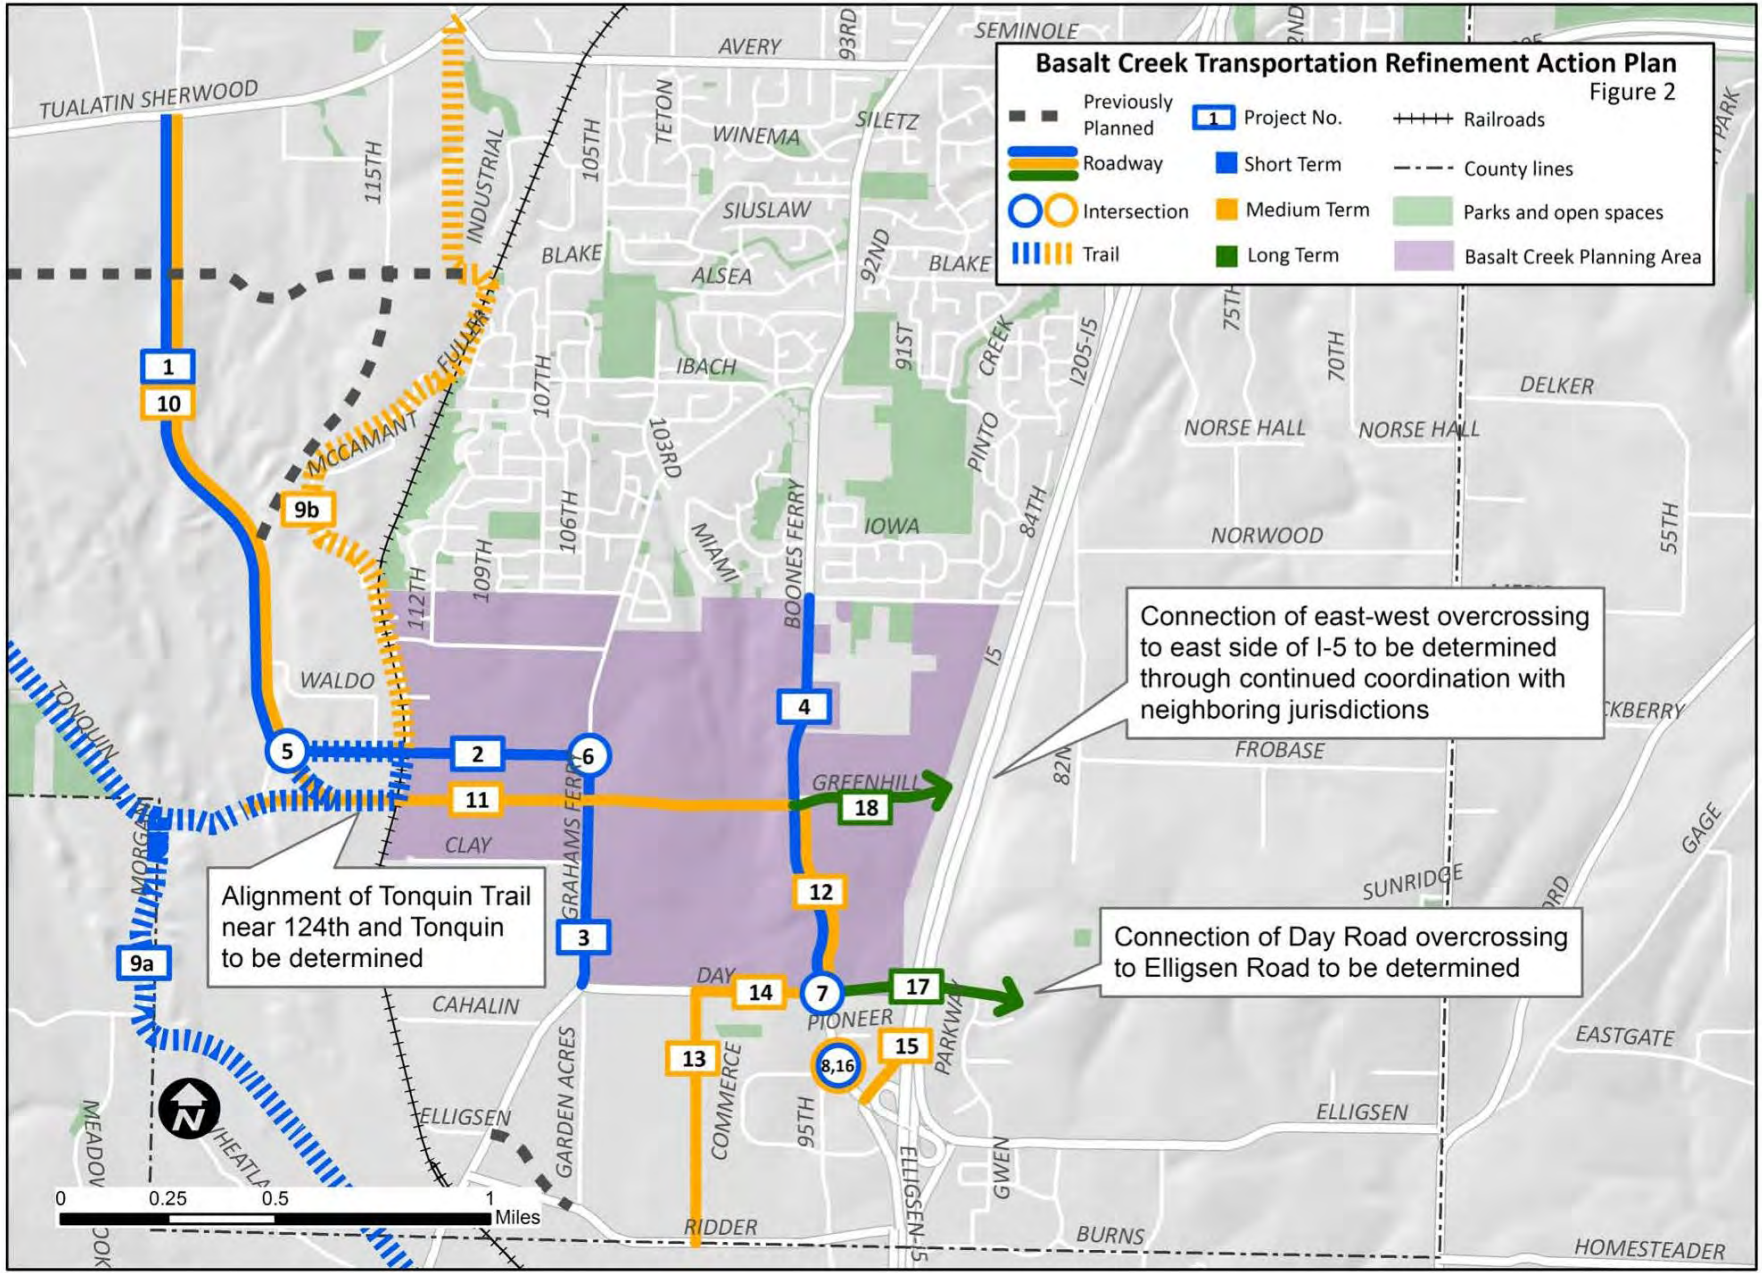 Basalt Creek Transportation Refinement Action Plan
Figure 2
Previously
Planned
1
Project No.
Railroads
Roadway
Short Term
County lines
Intersection
Medium Term
Parks and open spaces
Trail
Long Term
Basalt Creek Planning Area
SEMINOLE
AVERY
93RD
2ND
TUALATIN SHERWOOD
TETON
SILETZ
WINEMA
105TH
115TH
INDUSTRIAL
SIUSLAW
BLAKE
ALSEA
92ND
BLAKE
75TH
FULLER
IBACH
91ST
CREEK
I205-I5
70TH
1
10
107TH
DELKER
MCCAMANT
103RD
PINTO
NORSE HALL
NORSE HALL
9b
106TH
BOONES FERRY
IOWA
84TH
NORWOOD
55TH
109TH
MIAMI
112TH
Connection of east-west overcrossing
to east side of I-5 to be determined
through continued coordination with
neighboring jurisdictions
I5
WALDO
TONQUIN
4
CKBERRY
5
2
6
82N
FROBASE
GREENHILL
11
18
GRAHAMS FERRY
CLAY
GAGE
12
SUNRIDGE
ORD
Alignment of Tonquin Trail
near 124th and Tonquin
to be determined
3
9a
Connection of Day Road overcrossing
to Elligsen Road to be determined
DAY
14
7
17
CAHALIN
PIONEER
PARKWAY
EASTGATE
13
8,16
15
COMMERCE
GARDEN ACRES
N
MEADOW
ELLIGSEN
95TH
ELLIGSEN
GWEN
ELLIGSEN-I5
0
0.25
0.5
1
Miles
RIDDER
BURNS
HOMESTEADER